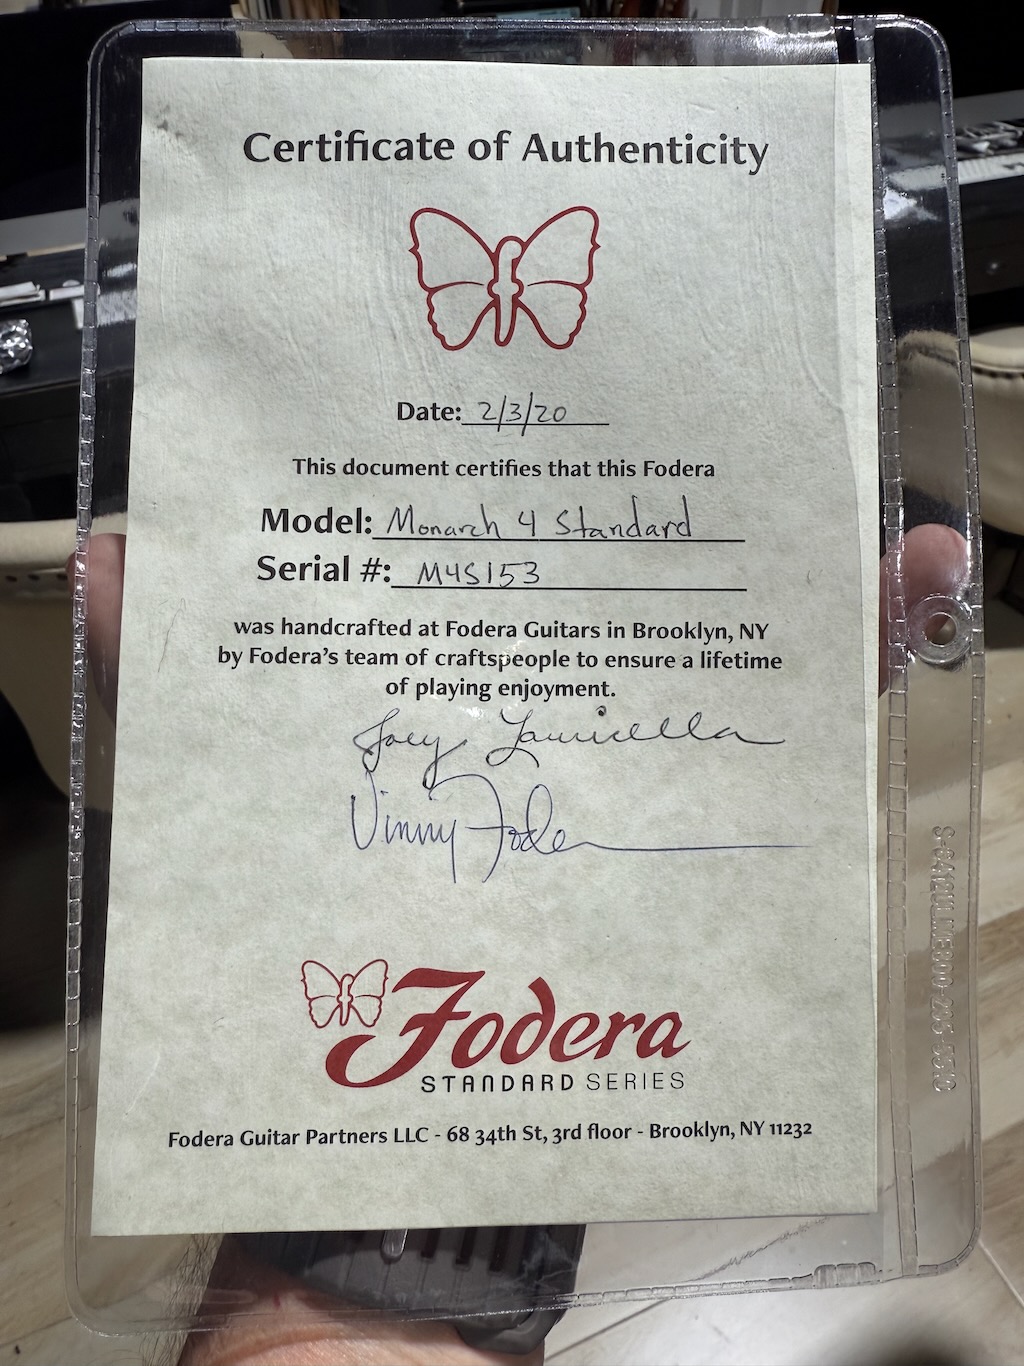 Certificate of Authenticity
Date: 2/3/20
This document certifies that this Fodera
Model: Monarch 4 Standard
Serial #: M4S153
was handcrafted at Fodera Guitars in Brooklyn, NY
by Fodera's team of craftspeople to ensure a lifetime
of playing enjoyment.
Joey Lauricella
Vinny Fodera
Fodera
STANDARD SERIES
Fodera Guitar Partners LLC - 68 34th St, 3rd floor - Brooklyn, NY 11232